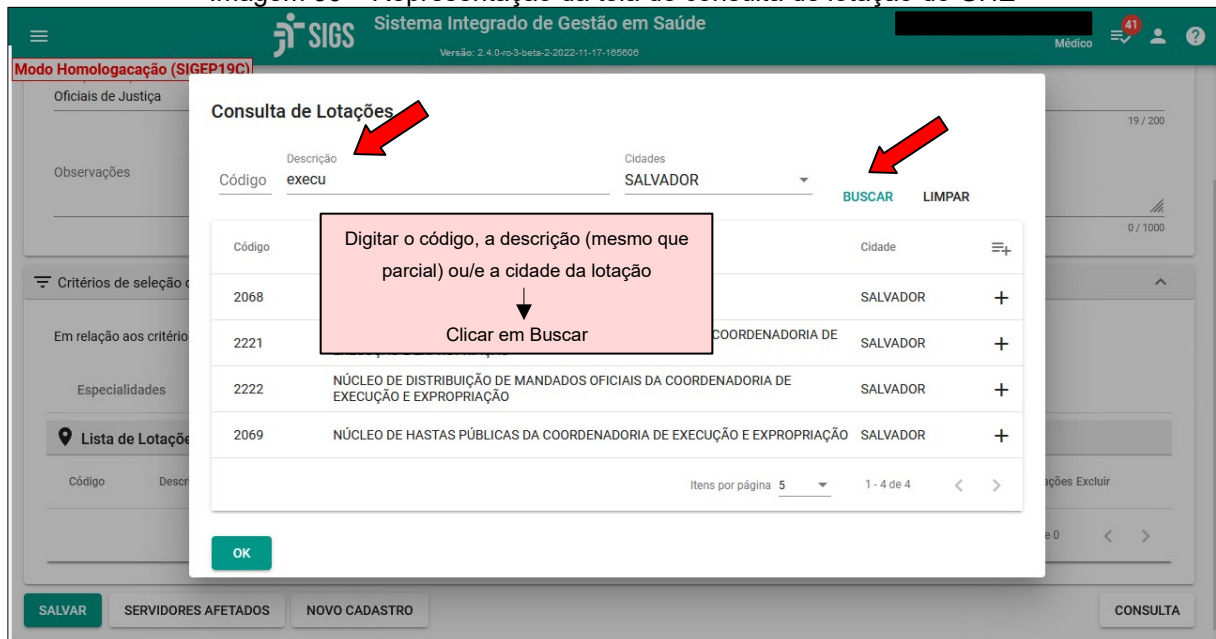 SIGS
Sistema Integrado de Gestão em Saúde
Versão: 2.4.0-rc-3-beta-2-2022-11-17-165606
Médico
41
Modo Homologacação (SIGEP19C)
Oficiais de Justiça
19 / 200
Observações
0 / 1000
Consulta de Lotações
Descrição
Cidades
Código
execu
SALVADOR
BUSCAR
LIMPAR
Código
Cidade
Digitar o código, a descrição (mesmo que
parcial) ou/e a cidade da lotação
Clicar em Buscar
Critérios de seleção
2068
SALVADOR
+
Em relação aos critério
2221
COORDENADORIA DE
SALVADOR
+
Especialidades
2222
NÚCLEO DE DISTRIBUIÇÃO DE MANDADOS OFICIAIS DA COORDENADORIA DE
EXECUÇÃO E EXPROPRIAÇÃO
SALVADOR
+
Lista de Lotaçõe
2069
NÚCLEO DE HASTAS PÚBLICAS DA COORDENADORIA DE EXECUÇÃO E EXPROPRIAÇÃO
SALVADOR
+
Código
Descr
Itens por página 5
1 - 4 de 4
< >
ações Excluir
e 0
< >
OK
SALVAR
SERVIDORES AFETADOS
NOVO CADASTRO
CONSULTA